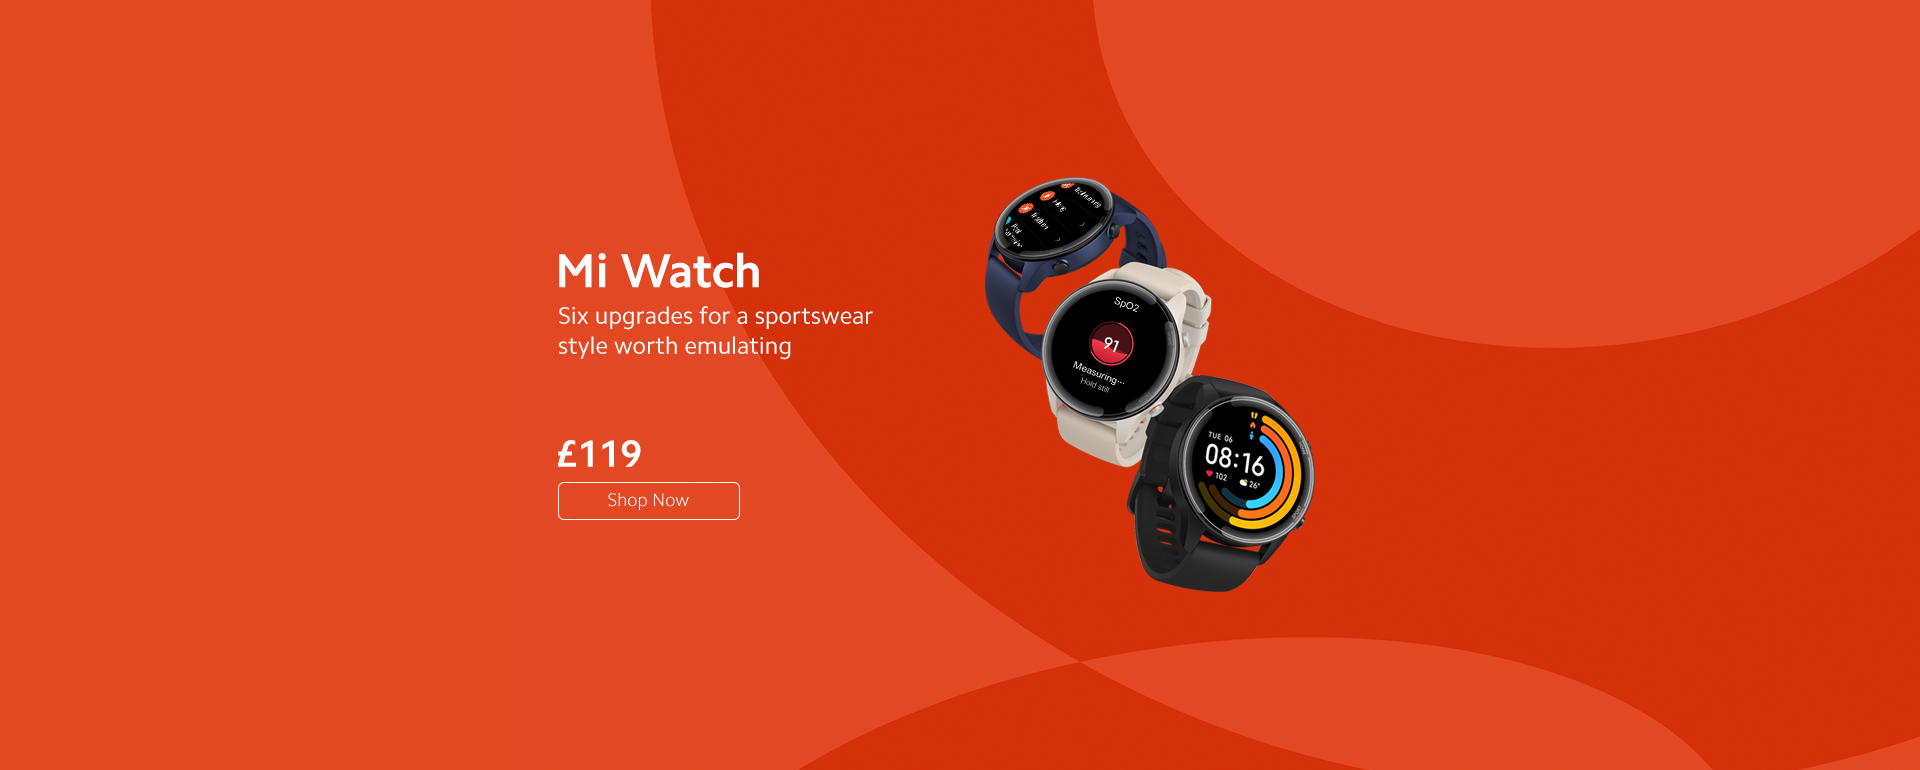 Mi Watch
Six upgrades for a sportswear
style worth emulating
£119
Shop Now
SpO2
91
Measuring···
Hold still
TUE 06
08:16
102
26°
SPORT